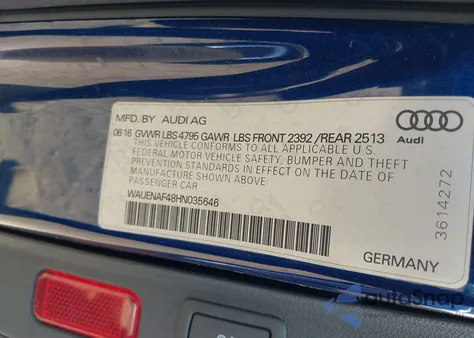 MFD. BY AUDI AG
08 16 GVWR LBS 4795 GAWR LBS FRONT 2392 /REAR 2513
THIS VEHICLE CONFORMS TO ALL APPLICABLE U.S.
FEDERAL MOTOR VEHICLE SAFETY, BUMPER AND THEFT
PREVENTION STANDARDS IN EFFECT ON THE DATE OF
MANUFACTURE
PASSENGER CAR
WAUENAF48HN035646
Audi
3614272
GERMANY
autoSnap